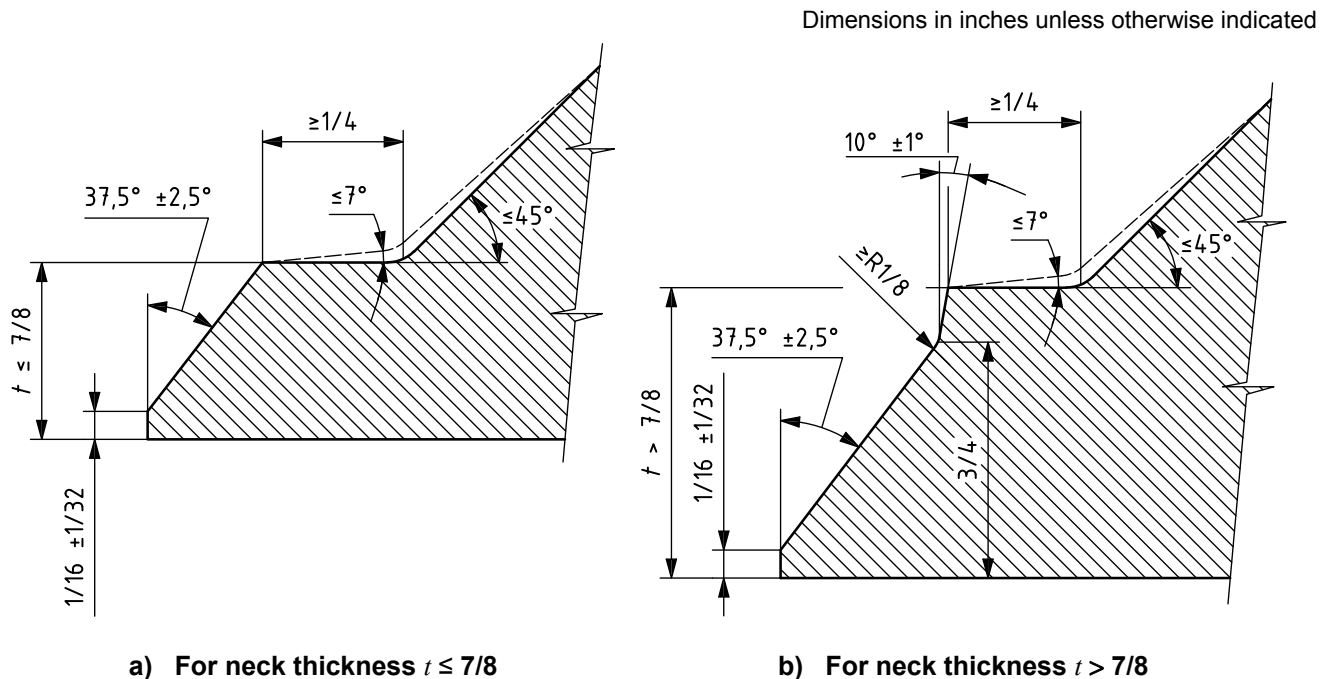 Dimensions in inches unless otherwise indicated
≥1/4
37,5° ±2,5°
≤7°
≤45°
t ≤ 7/8
1/16 ±1/32
≥1/4
10° ±1°
≤7°
≤45°
≥R1/8
37,5° ±2,5°
t > 7/8
1/16 ±1/32
3/4
a) For neck thickness t ≤ 7/8
b) For neck thickness t > 7/8